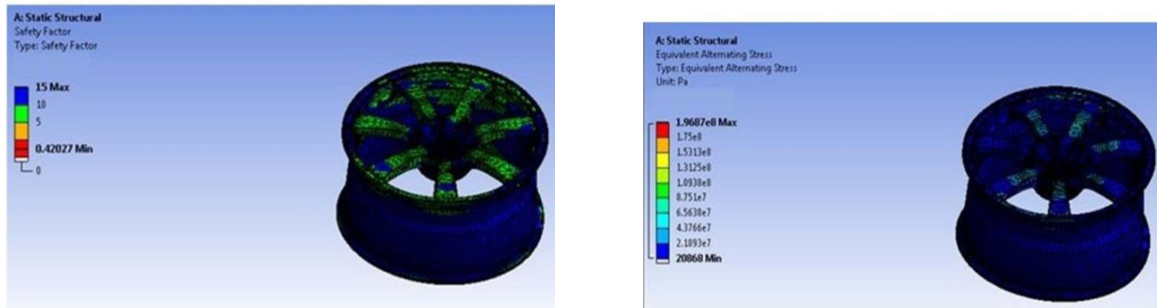 A: Static Structural
Safety Factor
Type: Safety Factor
15 Max
10
5
0.42027 Min
0
A: Static Structural
Equivalent Alternating Stress
Type: Equivalent Alternating Stress
Unit: Pa
1.9687e8 Max
1.75e8
1.5313e8
1.3125e8
1.0938e8
8.751e7
6.5638e7
4.3766e7
2.1893e7
20868 Min